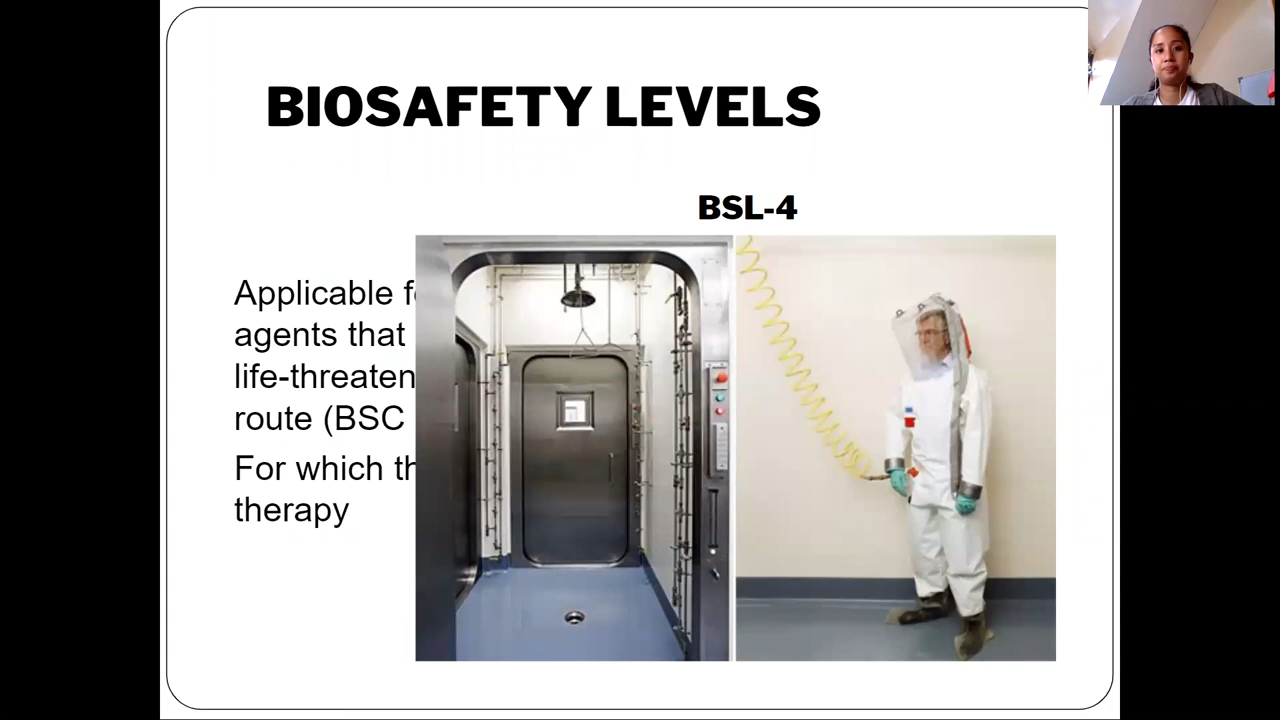 BIOSAFETY LEVELS
BSL-4
Applicable
agents that
life-threaten
route (BSC
For which th
therapy